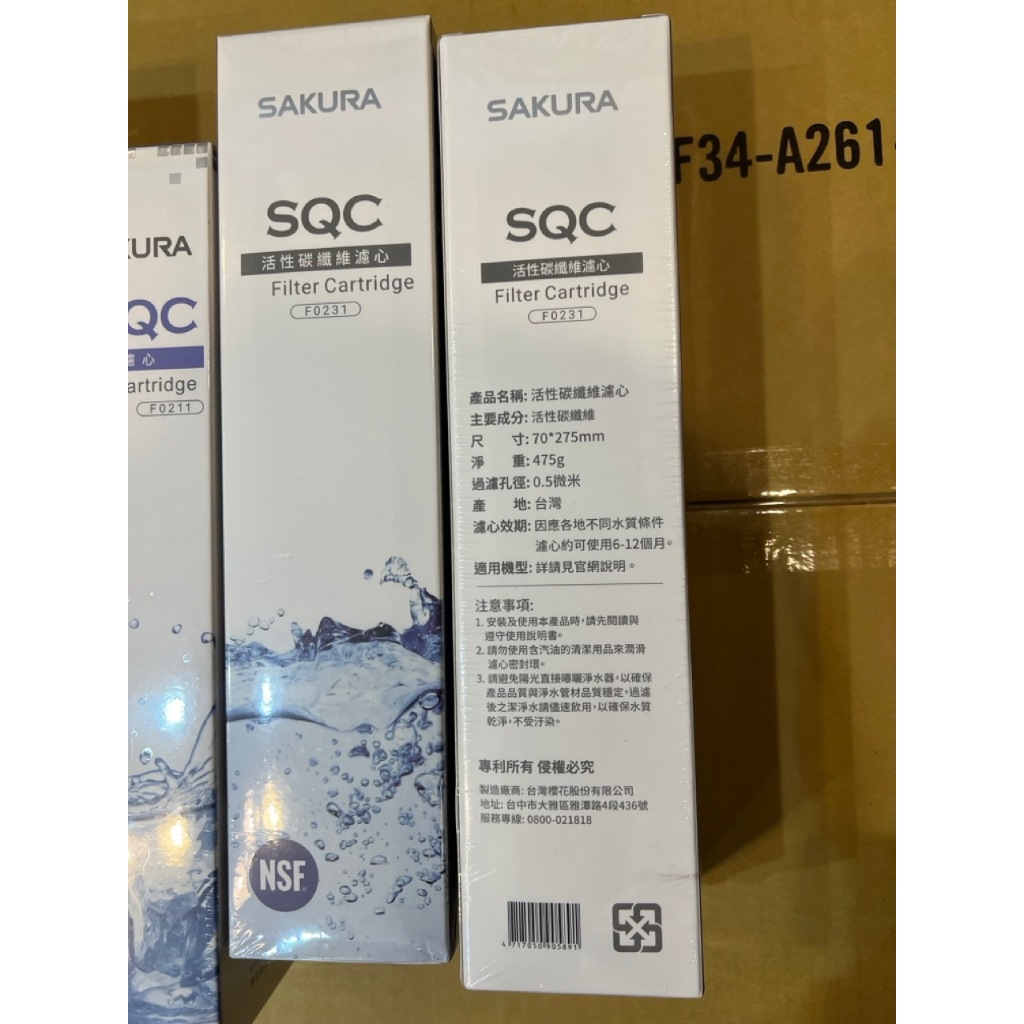 KURA
QC
濾心
artridge
F0211
SAKURA
SQC
活性碳纖維濾心
Filter Cartridge
F0231
NSF
SAKURA
SQC
活性碳纖維濾心
Filter Cartridge
F0231
產品名稱: 活性碳纖維濾心
主要成分: 活性碳纖維
尺 寸: 70*275mm
淨 重: 475g
過濾孔徑: 0.5微米
產 地: 台灣
濾心效期: 因應各地不同水質條件
濾心約可使用6-12個月。
適用機型: 詳請見官網說明。
注意事項:
1. 安裝及使用本產品時，請先閱讀與
遵守使用說明書。
2. 請勿使用含汽油的清潔用品來潤滑
濾心密封環。
3. 請避免陽光直接曝曬淨水器，以確保
產品品質與淨水管材品質穩定，過濾
後之潔淨水請儘速飲用，以確保水質
乾淨，不受汙染。
專利所有 侵權必究
製造廠商: 台灣櫻花股份有限公司
地址: 台中市大雅區雅潭路4段436號
服務專線: 0800-021818
4 717050 905891
F34-A261